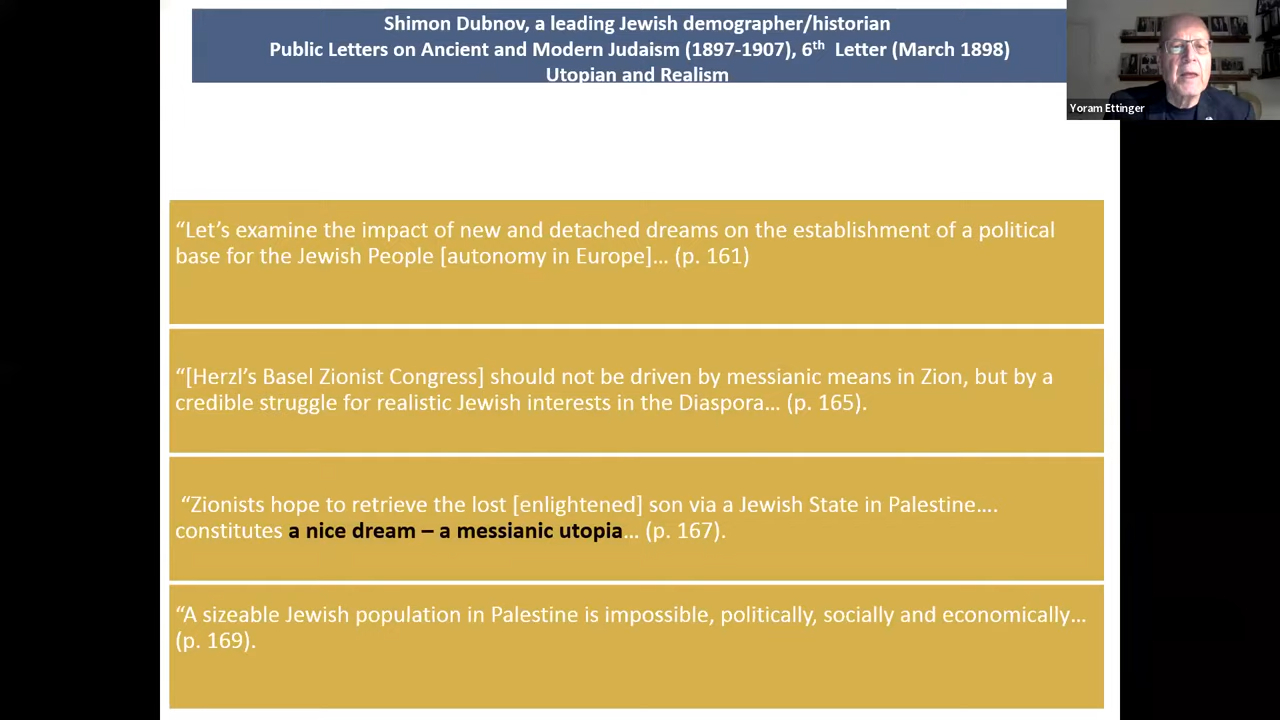 Shimon Dubnov, a leading Jewish demographer/historian
Public Letters on Ancient and Modern Judaism (1897-1907), 6th Letter (March 1898)
Utopian and Realism
Yoram Ettinger
“Let’s examine the impact of new and detached dreams on the establishment of a political
base for the Jewish People [autonomy in Europe]… (p. 161)
“[Herzl’s Basel Zionist Congress] should not be driven by messianic means in Zion, but by a
credible struggle for realistic Jewish interests in the Diaspora… (p. 165).
“Zionists hope to retrieve the lost [enlightened] son via a Jewish State in Palestine….
constitutes a nice dream – a messianic utopia… (p. 167).
“A sizeable Jewish population in Palestine is impossible, politically, socially and economically…
(p. 169).